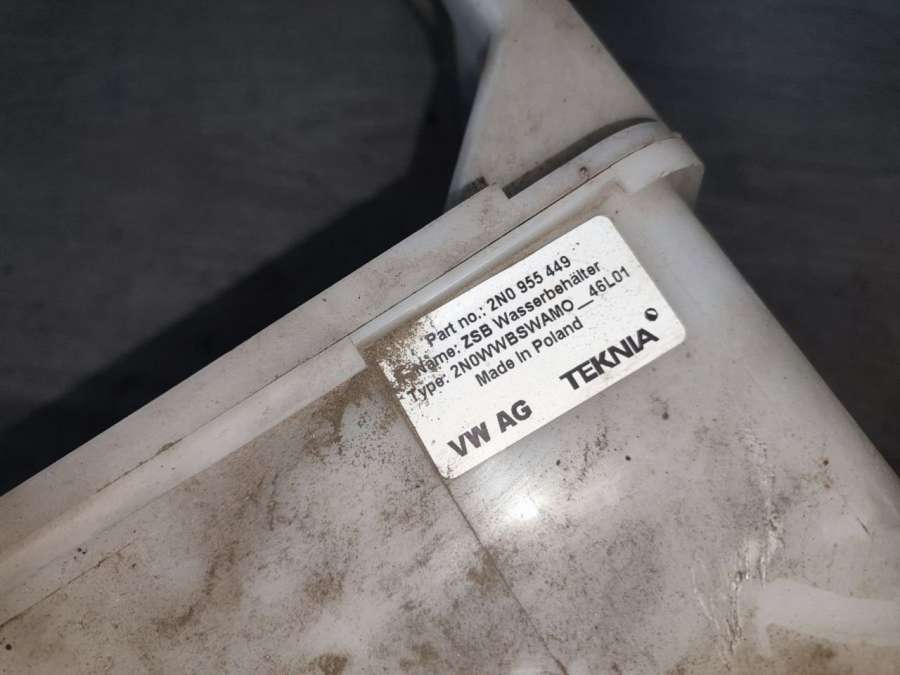 Part no.: 2N0 955 449
Name: ZSB Wasserbehälter
Type: 2N0WWBSWAMO__46L01
Made In Poland
VW AG TEKNIA